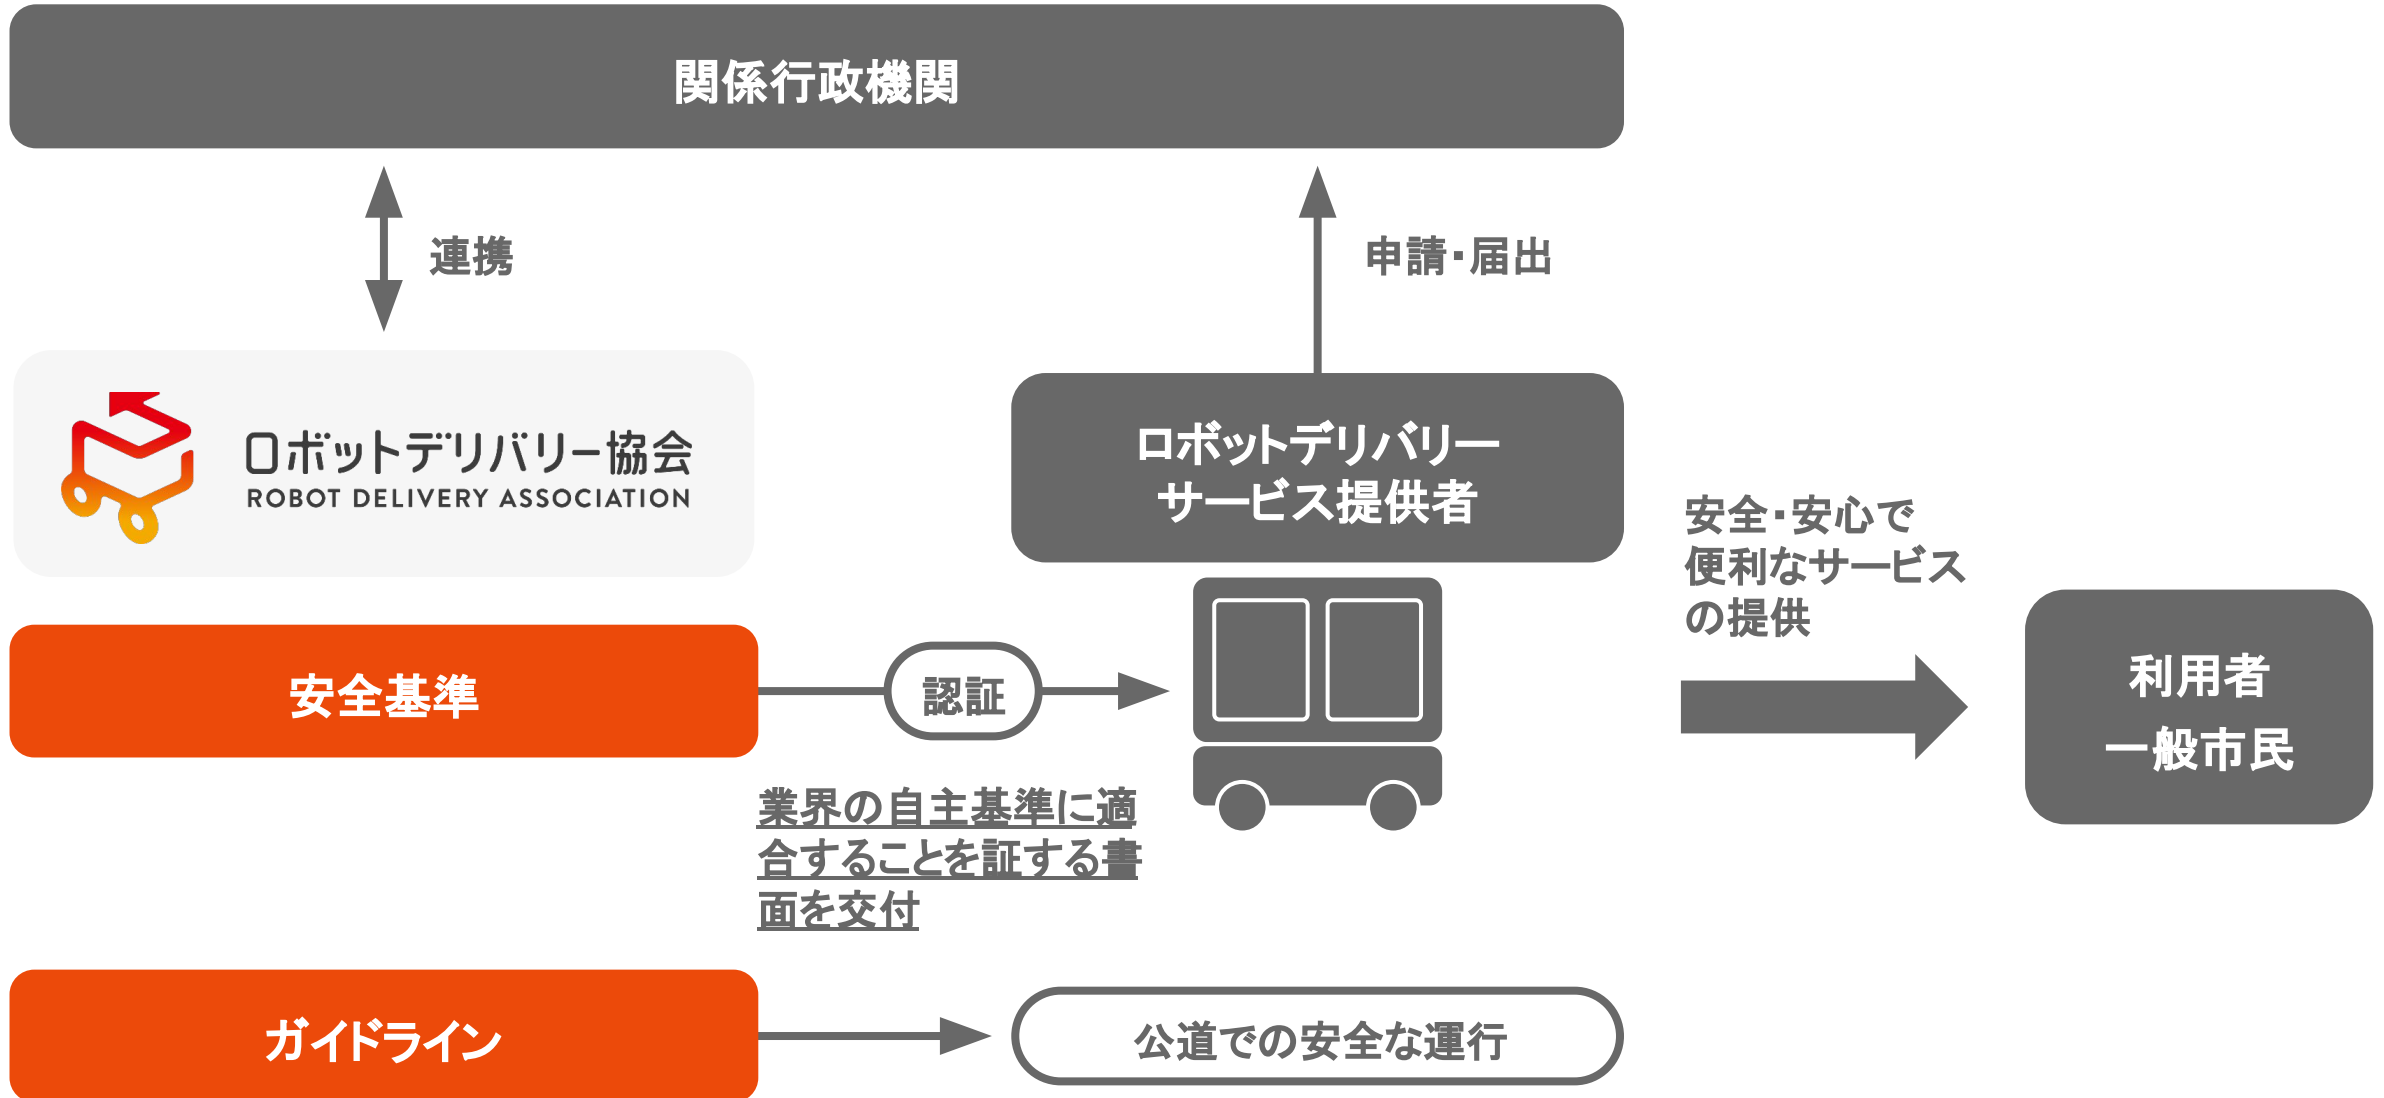 関係行政機関
連携
申請・届出
ロボットデリバリー協会
ROBOT DELIVERY ASSOCIATION
ロボットデリバリー
サービス提供者
安全・安心で
便利なサービス
の提供
利用者
一般市民
安全基準
認証
業界の自主基準に適
合することを証する書
面を交付
ガイドライン
公道での安全な運行